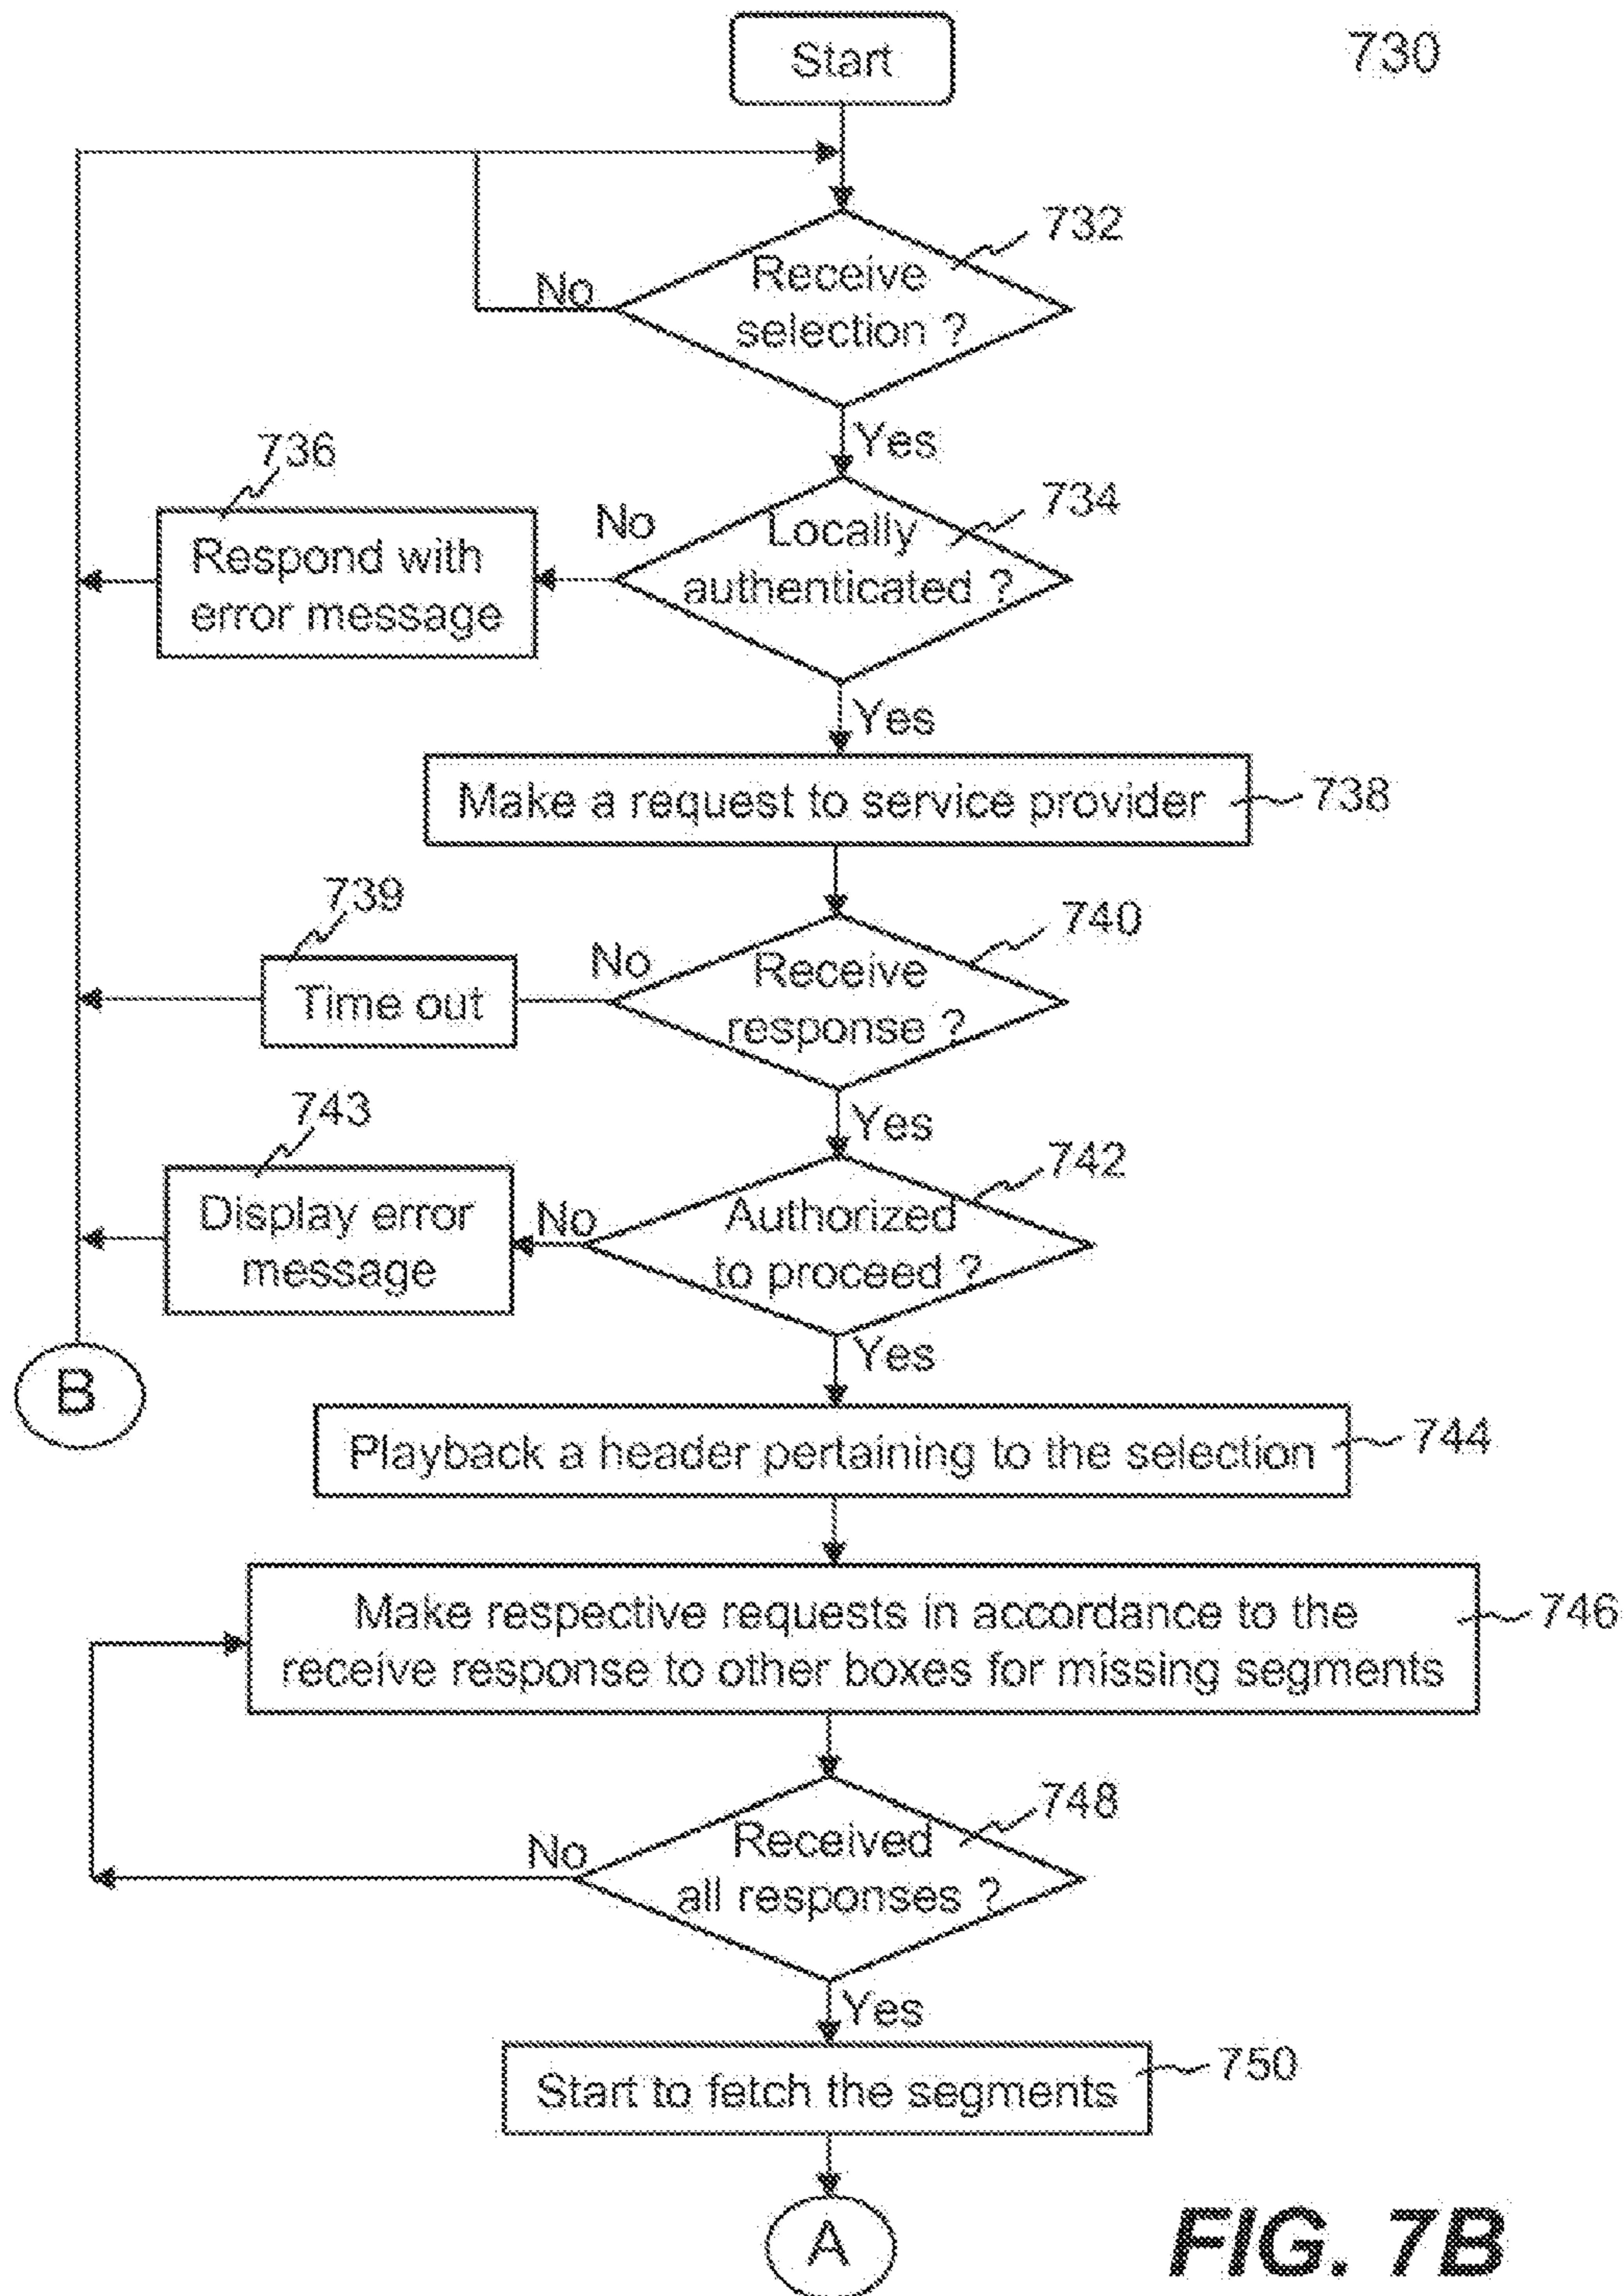 Start
730
732
Receive
selection ?
No
Yes
736
734
Respond with
error message
No
Locally
authenticated ?
Yes
Make a request to service provider
738
739
740
Time out
No
Receive
response ?
Yes
743
742
Display error
message
No
Authorized
to proceed ?
B
Yes
Playback a header pertaining to the selection
744
Make respective requests in accordance to the
receive response to other boxes for missing segments
746
748
No
Received
all responses ?
Yes
Start to fetch the segments
750
A
FIG. 7B